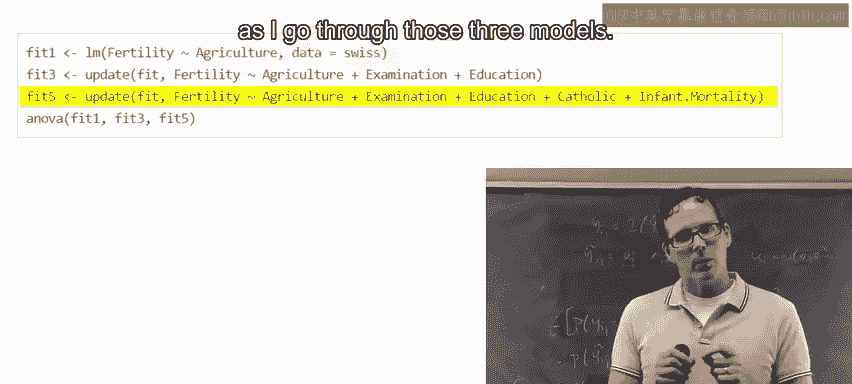 as I go through those three models.
fit1 <- lm(Fertility ~ Agriculture, data = swiss)
fit3 <- update(fit, Fertility ~ Agriculture + Examination + Education)
fit5 <- update(fit, Fertility ~ Agriculture + Examination + Education + Catholic + Infant.Mortality)
anova(fit1, fit3, fit5)